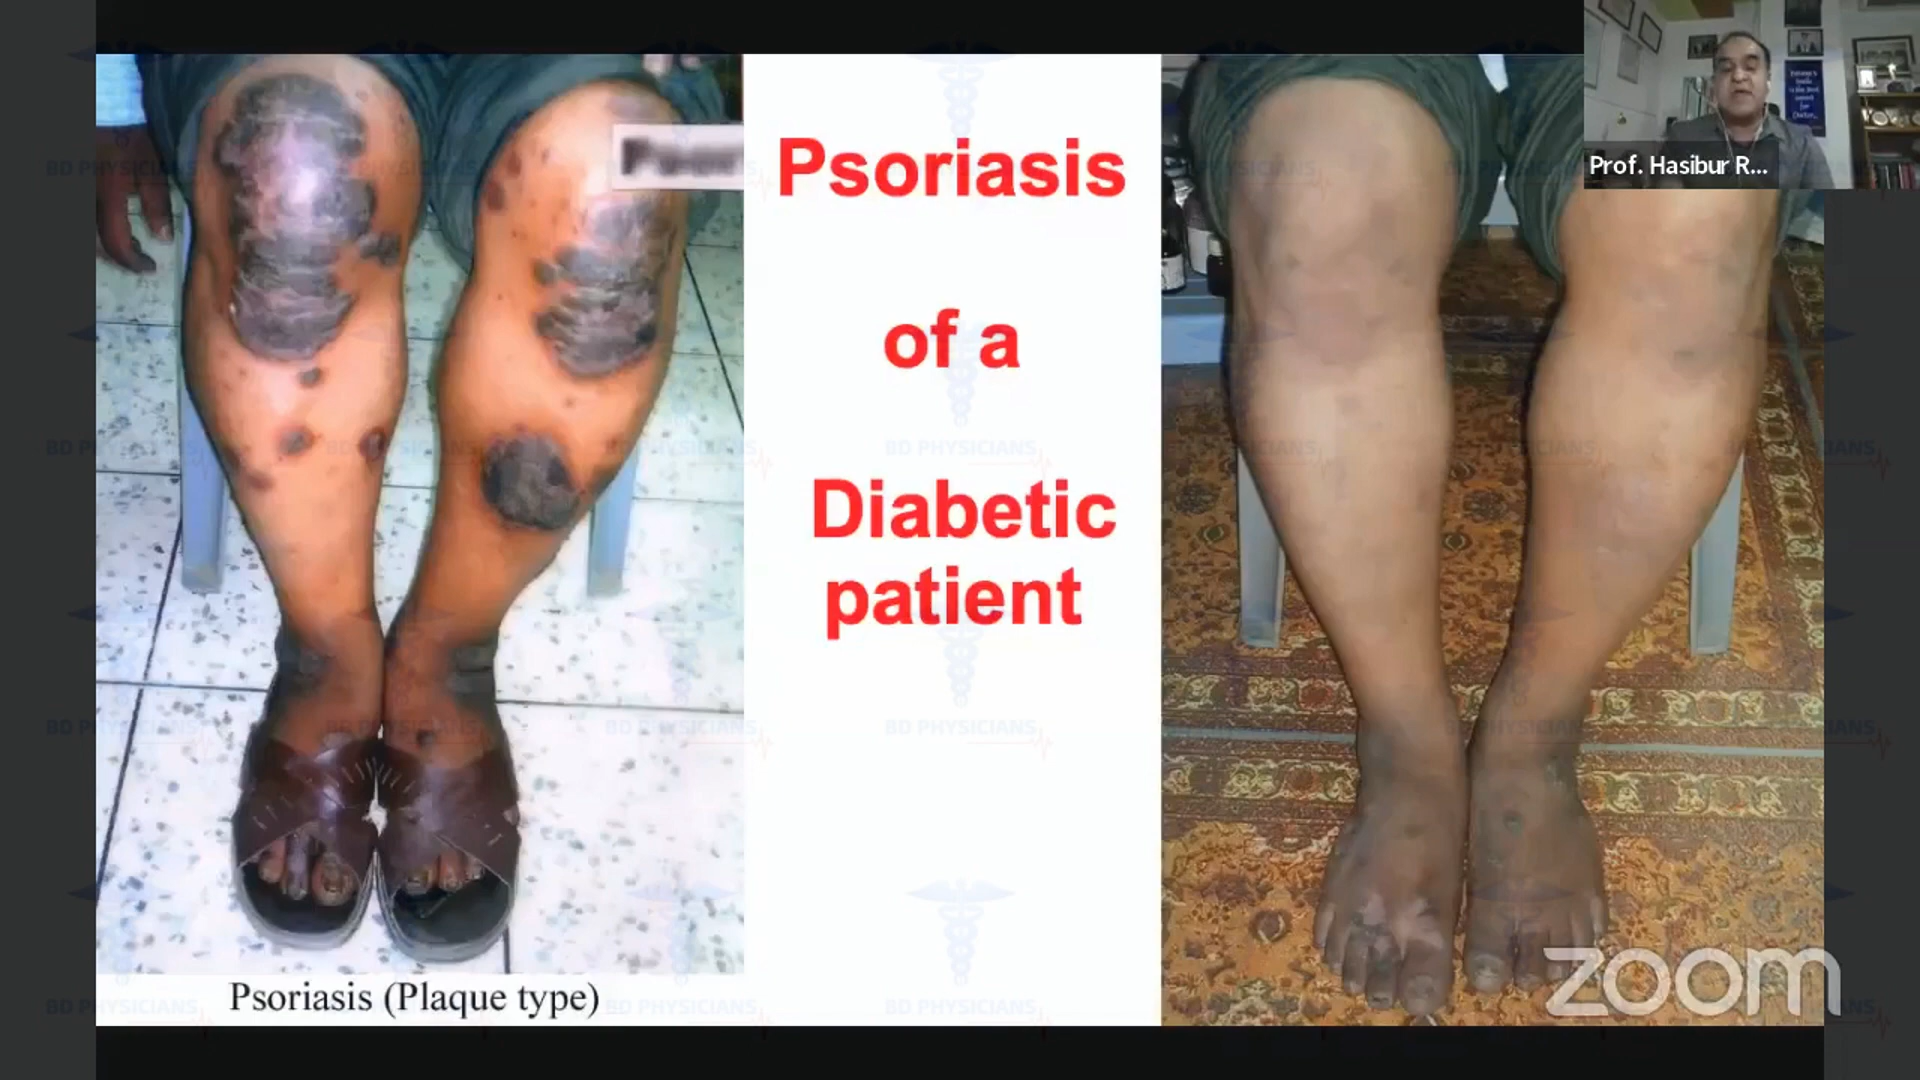 Psoriasis
of a
Diabetic
patient
Psoriasis (Plaque type)
Prof. Hasibur R...
zoom
BD PHYSICIANS